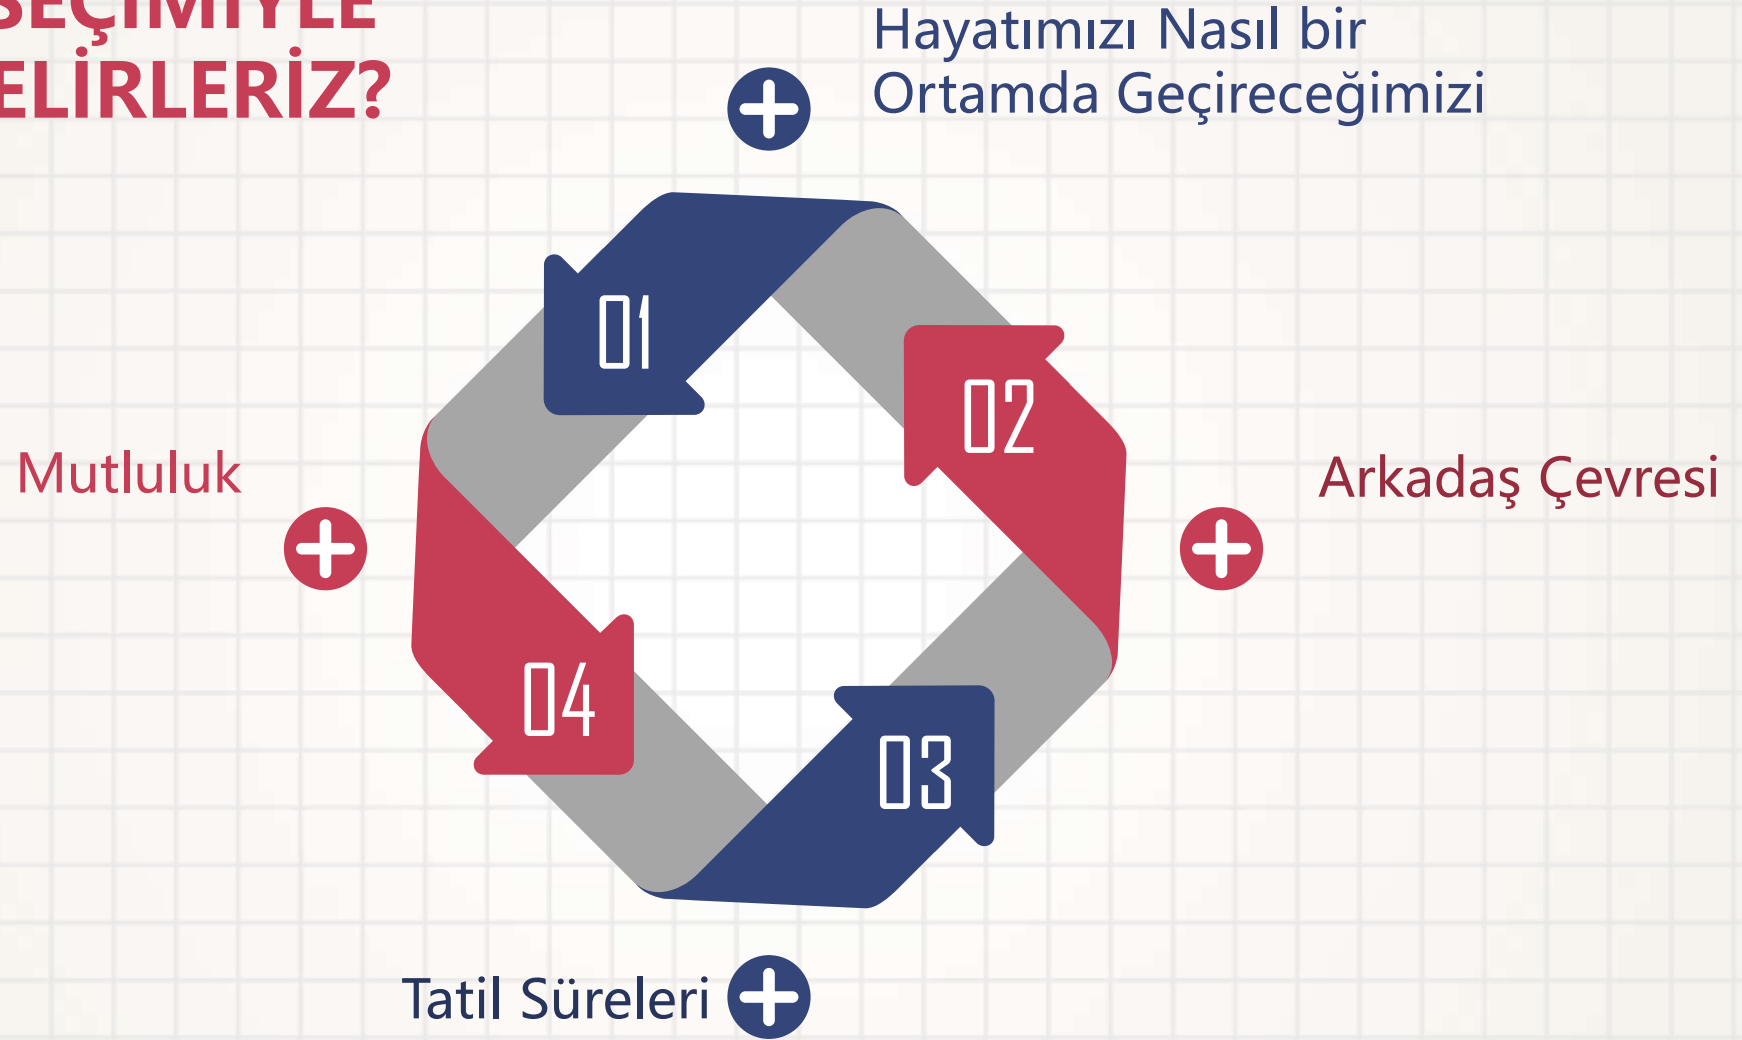 SEÇİMİYLE
ELİRLERİZ?
Hayatımızı Nasıl bir
Ortamda Geçireceğimizi
01
02
Mutluluk
Arkadaş Çevresi
04
03
Tatil Süreleri